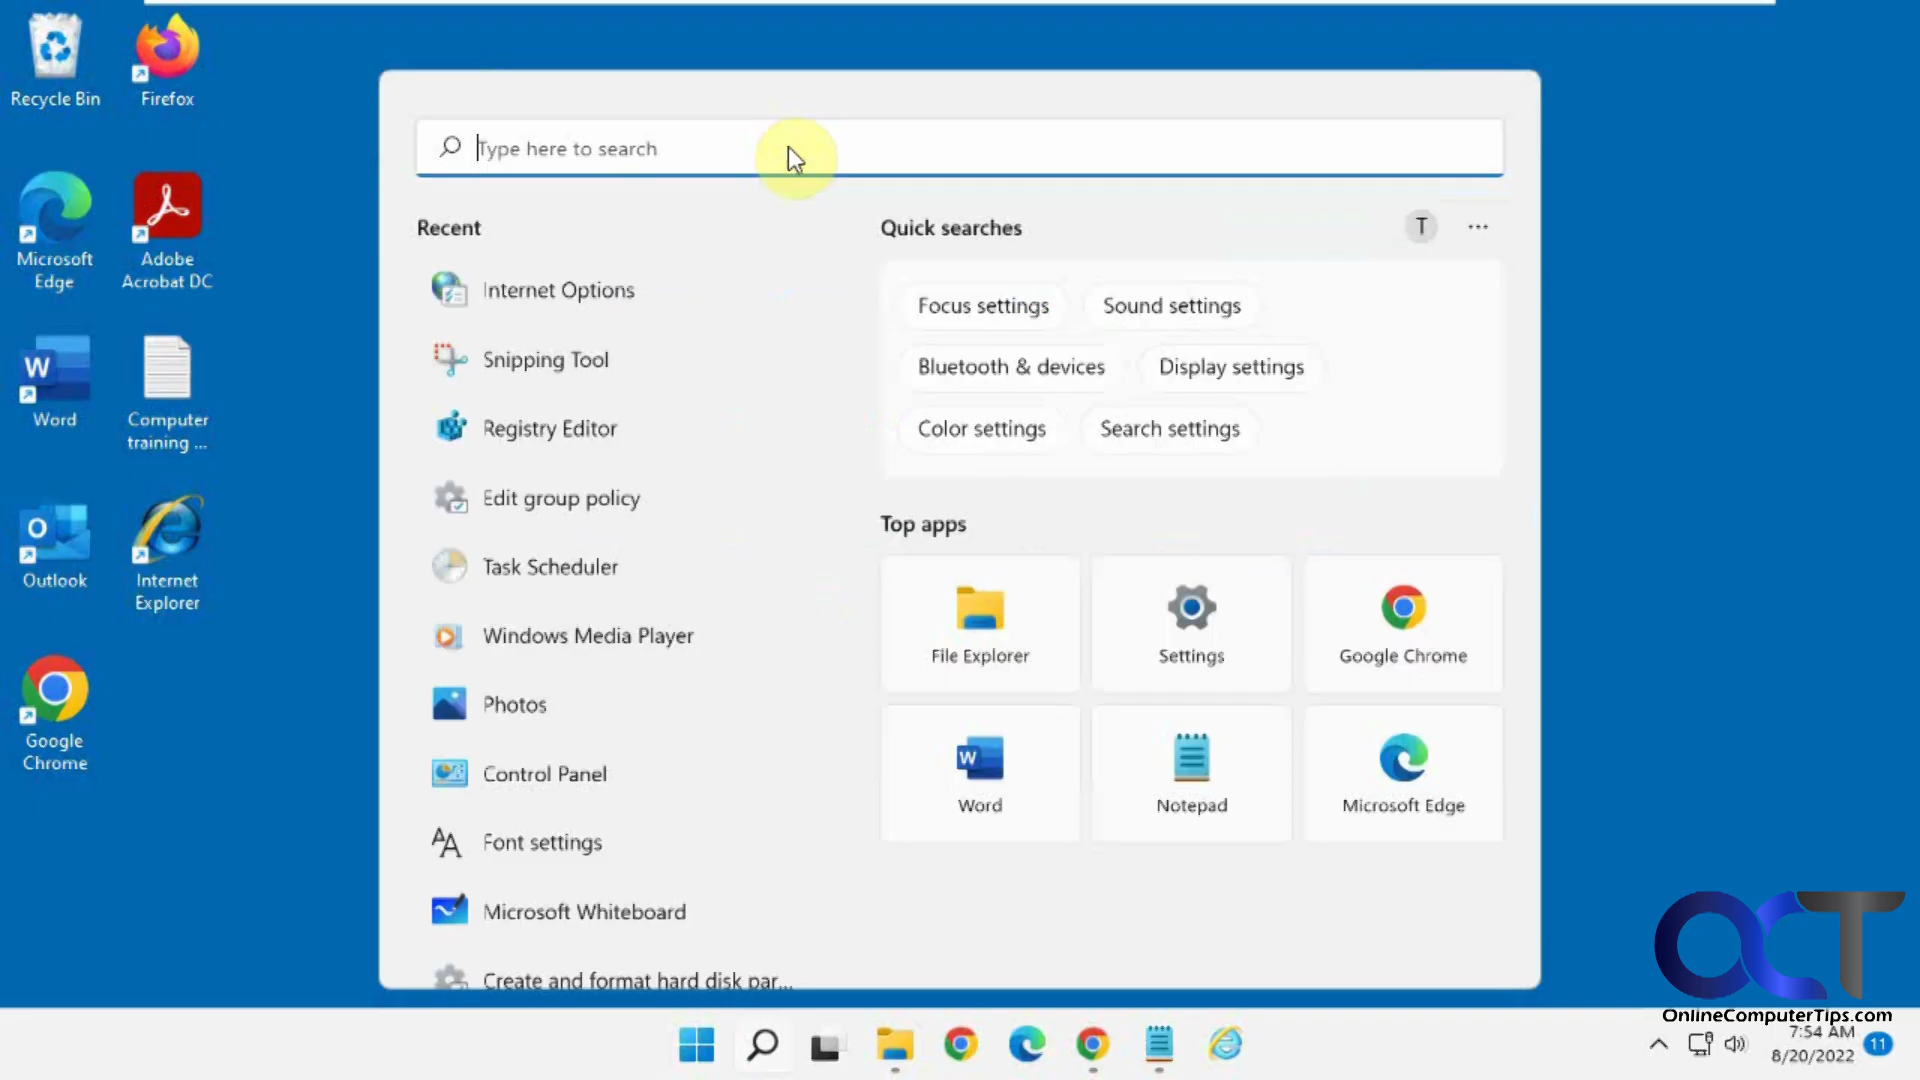 Recycle Bin
Firefox
Microsoft
Edge
Adobe
Acrobat DC
Word
Computer
training ...
Outlook
Internet
Explorer
Google
Chrome
Type here to search
Recent
Internet Options
Snipping Tool
Registry Editor
Edit group policy
Task Scheduler
Windows Media Player
Photos
Control Panel
Font settings
Microsoft Whiteboard
Create and format hard disk par...
Quick searches
T
...
Focus settings
Sound settings
Bluetooth & devices
Display settings
Color settings
Search settings
Top apps
File Explorer
Settings
Google Chrome
Word
Notepad
Microsoft Edge
OCT
OnlineComputerTips.com
7:54 AM
8/20/2022
11